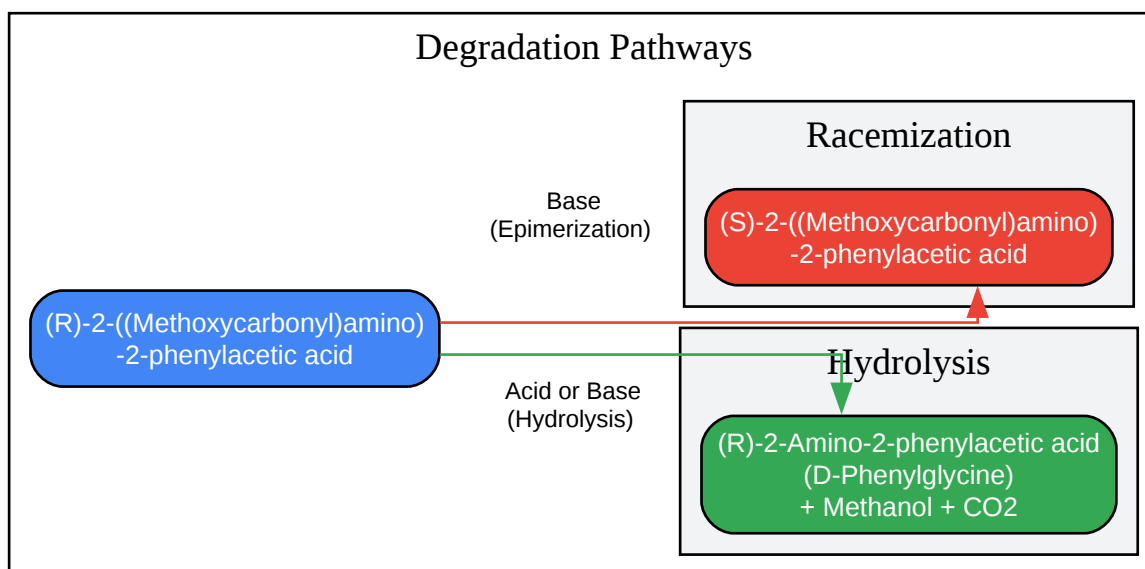 Degradation Pathways
Racemization
Base
(Epimerization)
(S)-2-((Methoxycarbonyl)amino)
-2-phenylacetic acid
(R)-2-((Methoxycarbonyl)amino)
-2-phenylacetic acid
Hydrolysis
Acid or Base
(Hydrolysis)
(R)-2-Amino-2-phenylacetic acid
(D-Phenylglycine)
+ Methanol + CO2